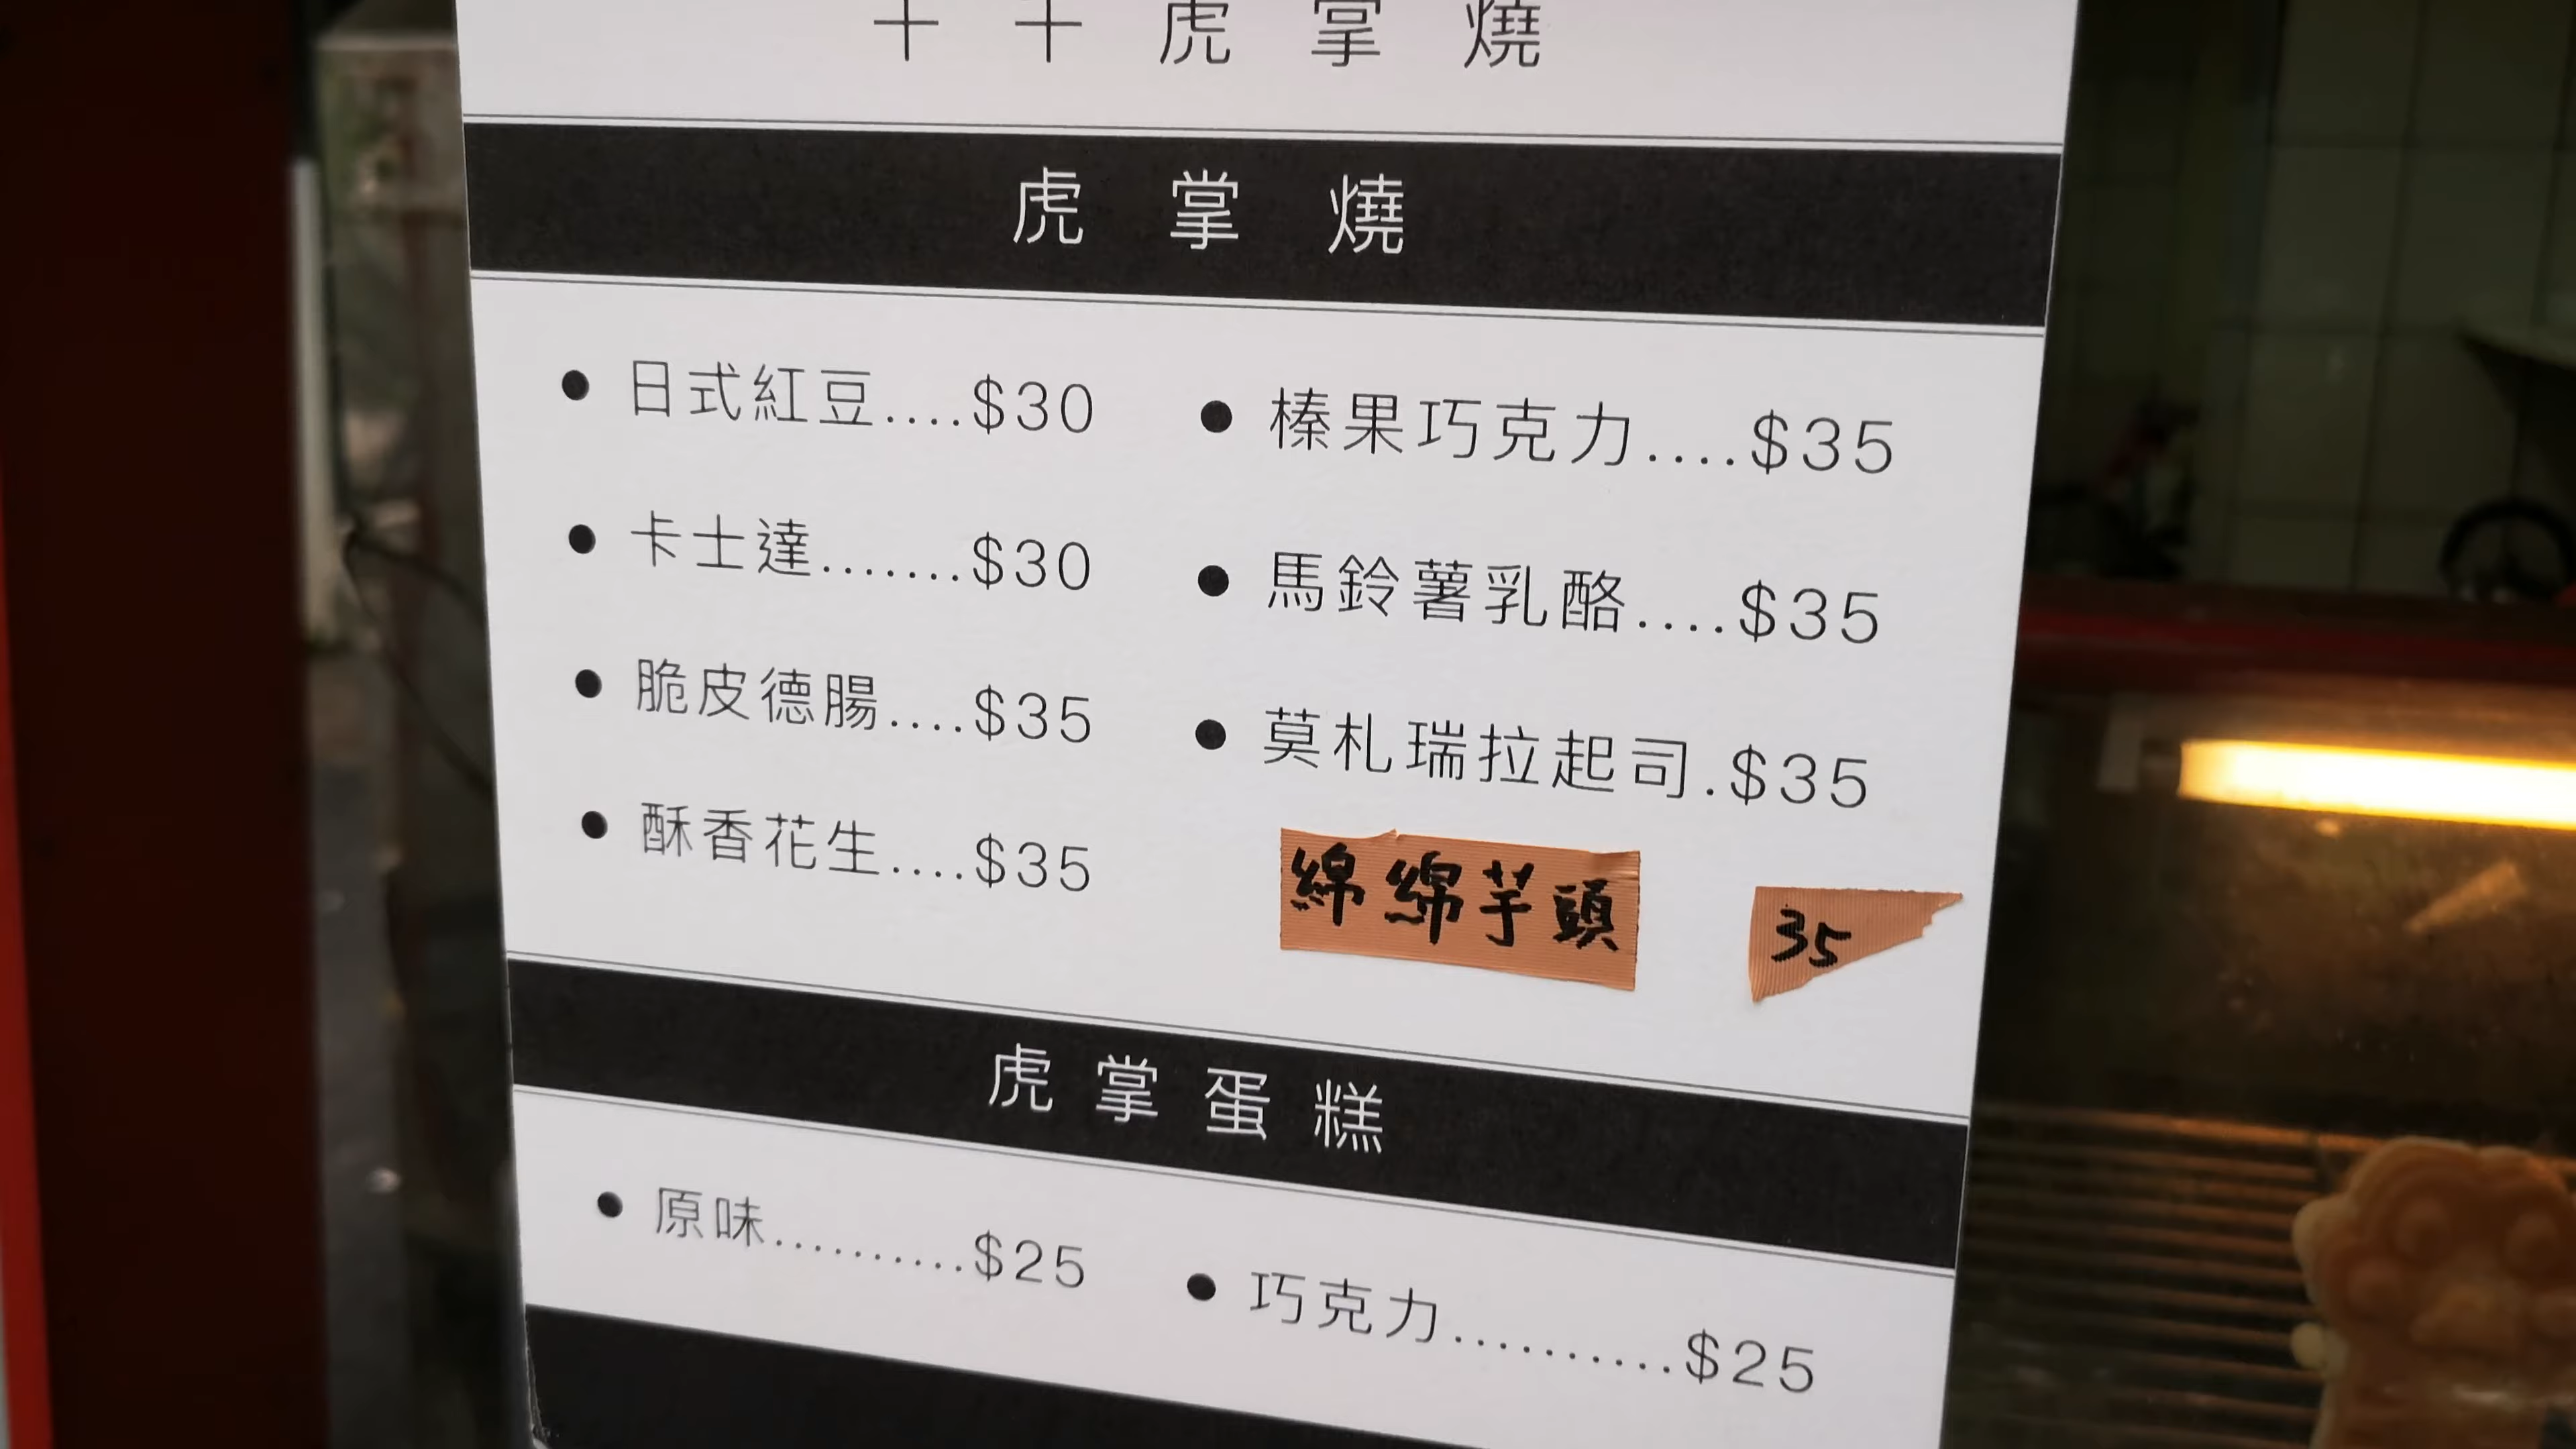 十十虎掌燒
虎掌燒
日式紅豆....$30
卡士達.......$30
脆皮德腸....$35
酥香花生....$35
榛果巧克力....$35
馬鈴薯乳酪....$35
莫札瑞拉起司.$35
綿綿芋頭 35
虎掌蛋糕
原味..........$25
巧克力..........$25